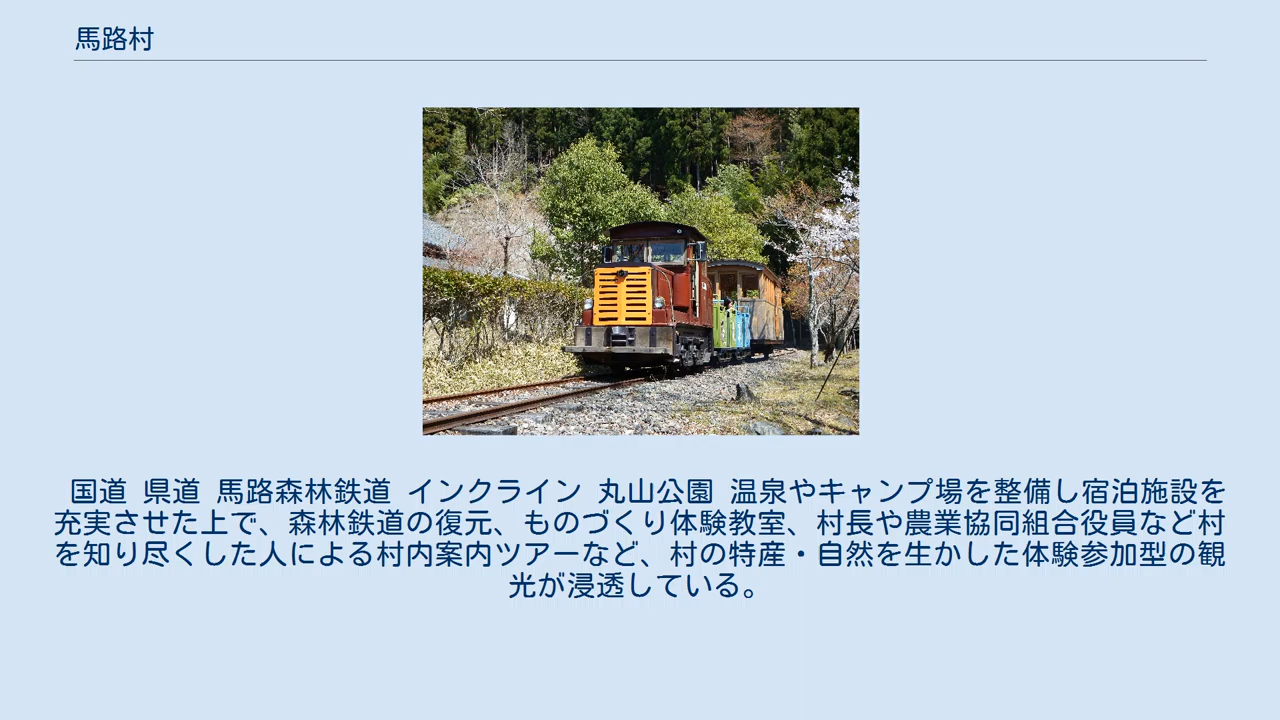 馬路村
国道 県道 馬路森林鉄道 インクライン 丸山公園 温泉やキャンプ場を整備し宿泊施設を
充実させた上で、森林鉄道の復元、ものづくり体験教室、村長や農業協同組合役員など村
を知り尽くした人による村内案内ツアーなど、村の特産・自然を生かした体験参加型の観
光が浸透している。